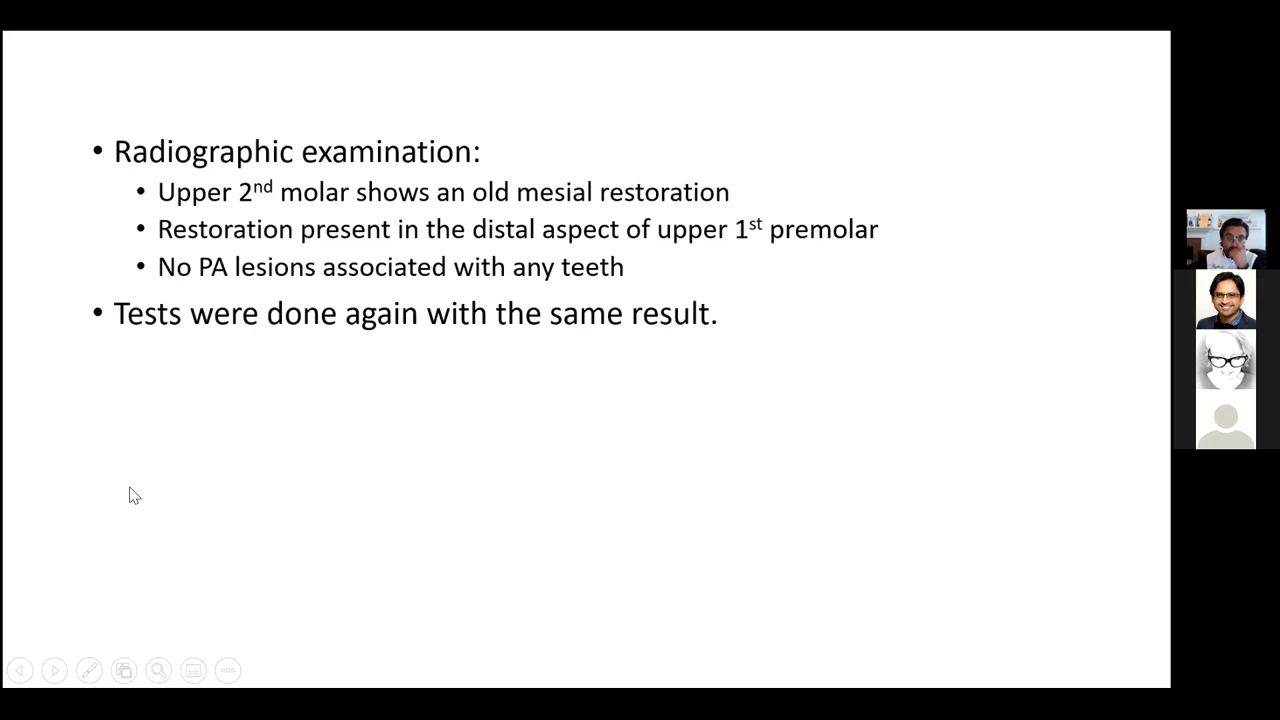 • Radiographic examination:
• Upper 2nd molar shows an old mesial restoration
• Restoration present in the distal aspect of upper 1st premolar
• No PA lesions associated with any teeth
• Tests were done again with the same result.